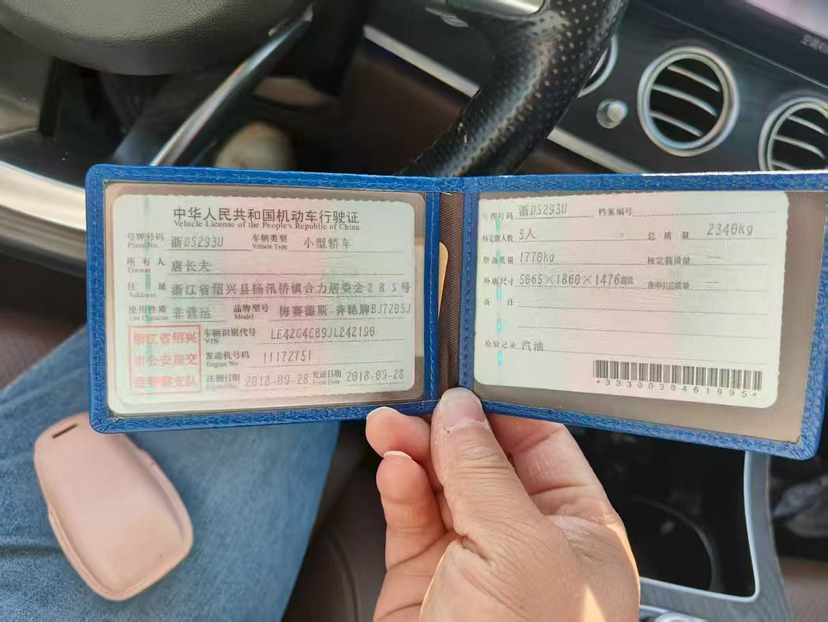 中华人民共和国机动车行驶证
Vehicle License of the People's Republic of China
号牌号码 浙DS293U 车辆类型 小型轿车
Plate No. Vehicle Type
所有人 唐长夫
Owner
住址 浙江省绍兴县杨汛桥镇合力居委会283号
Address
使用性质 非营运 品牌型号 梅赛德斯-奔驰牌BJ7205J
Use Character Model
浙江省绍兴
市公安局交
通警察支队
车辆识别代号 LE42G4CB9JL242190
VIN
发动机号码 11172751
Engine No.
注册日期 2018-09-28 发证日期 2018-09-28
Register Date Issue Date
号牌号码 浙DS293U 档案编号
核定载人数 5人 总质量 2340kg
整备质量 1770kg 核定载质量 --
外廓尺寸 5065×1860×1476mm 准牵引总质量 --
备注
检验记录 汽油